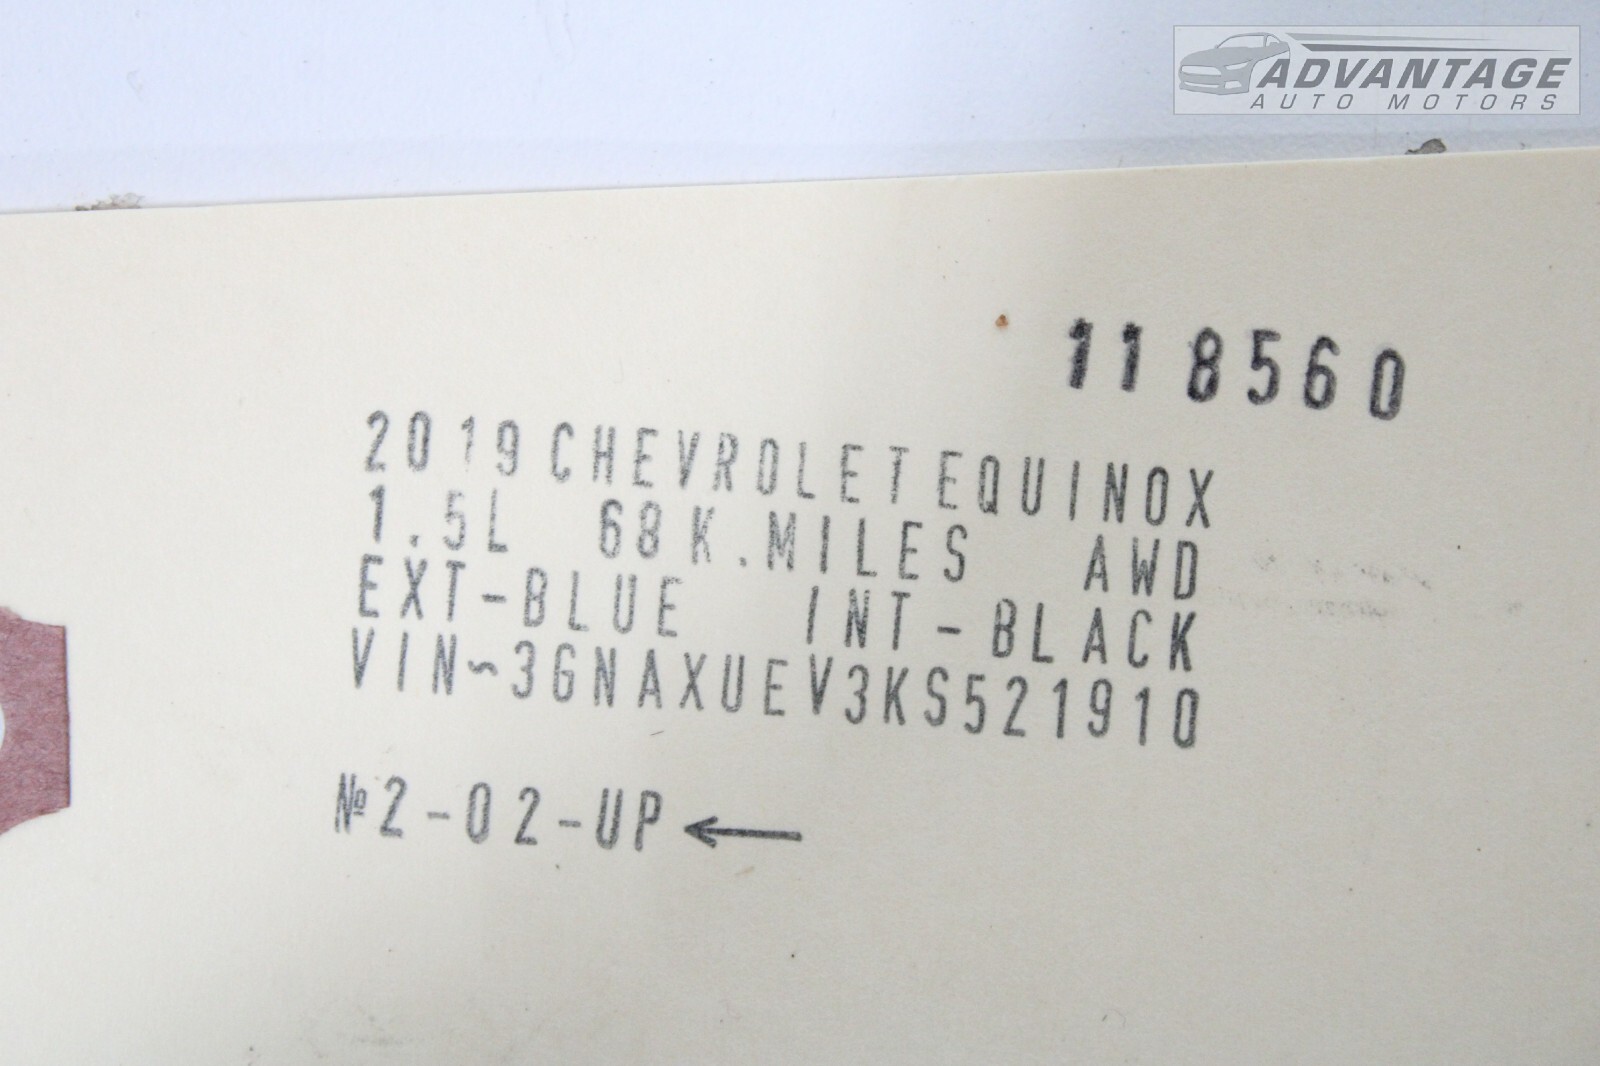 ADVANTAGE
AUTO MOTORS
118560
2019 CHEVROLET EQUINOX
1.5L 68K.MILES AWD
EXT-BLUE INT-BLACK
VIN~3GNAXUEV3KS521910
№2-02-UP←